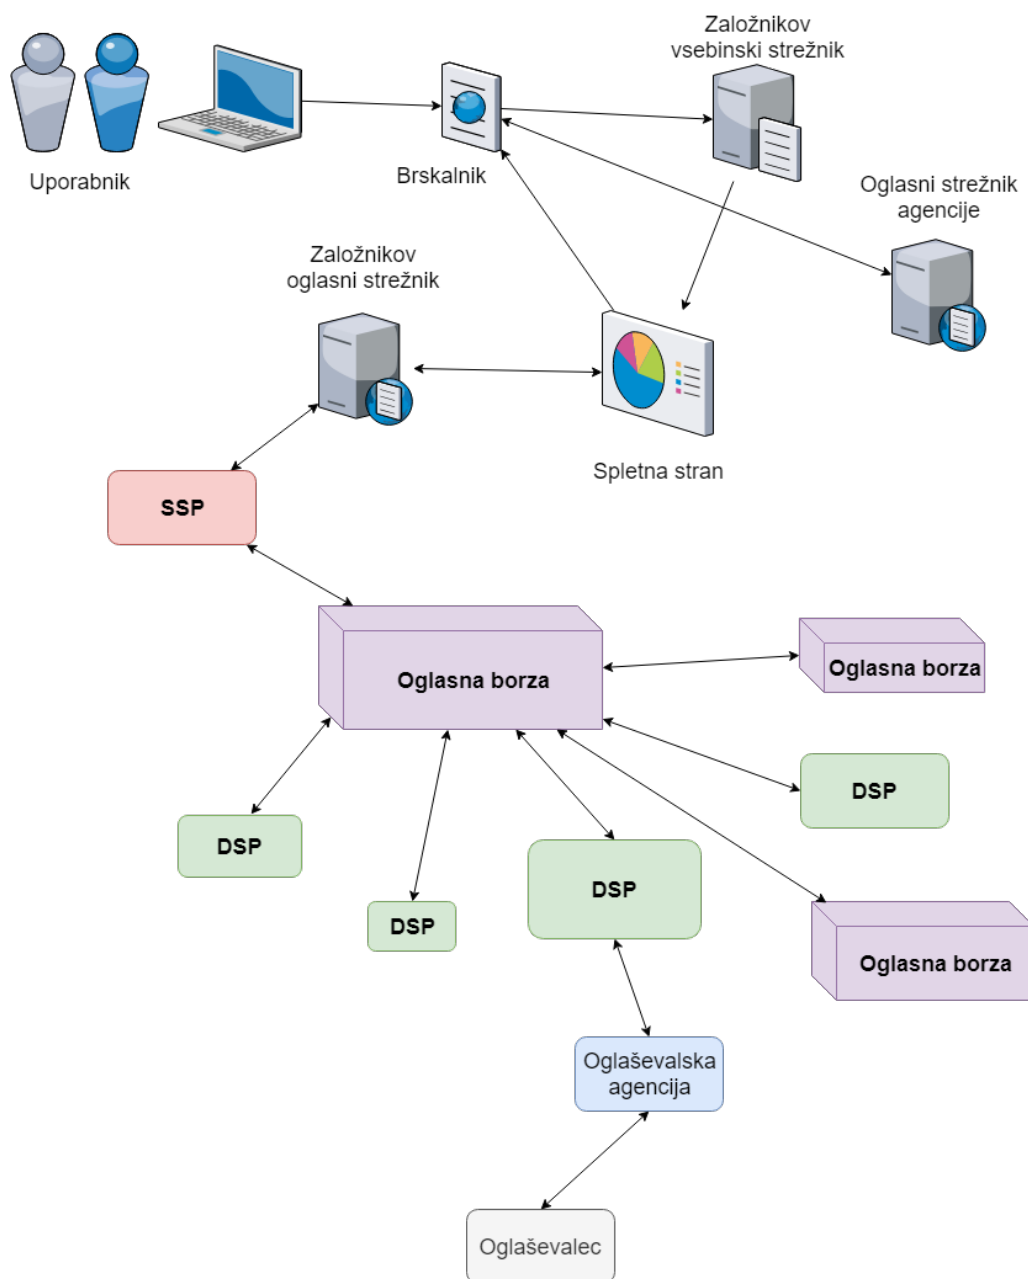 Založnikov
vsebinski strežnik
Uporabnik
Brskalnik
Oglasni strežnik
agencije
Založnikov
oglasni strežnik
Spletna stran
SSP
Oglasna borza
Oglasna borza
DSP
DSP
DSP
DSP
Oglasna borza
Oglaševalska
agencija
Oglaševalec